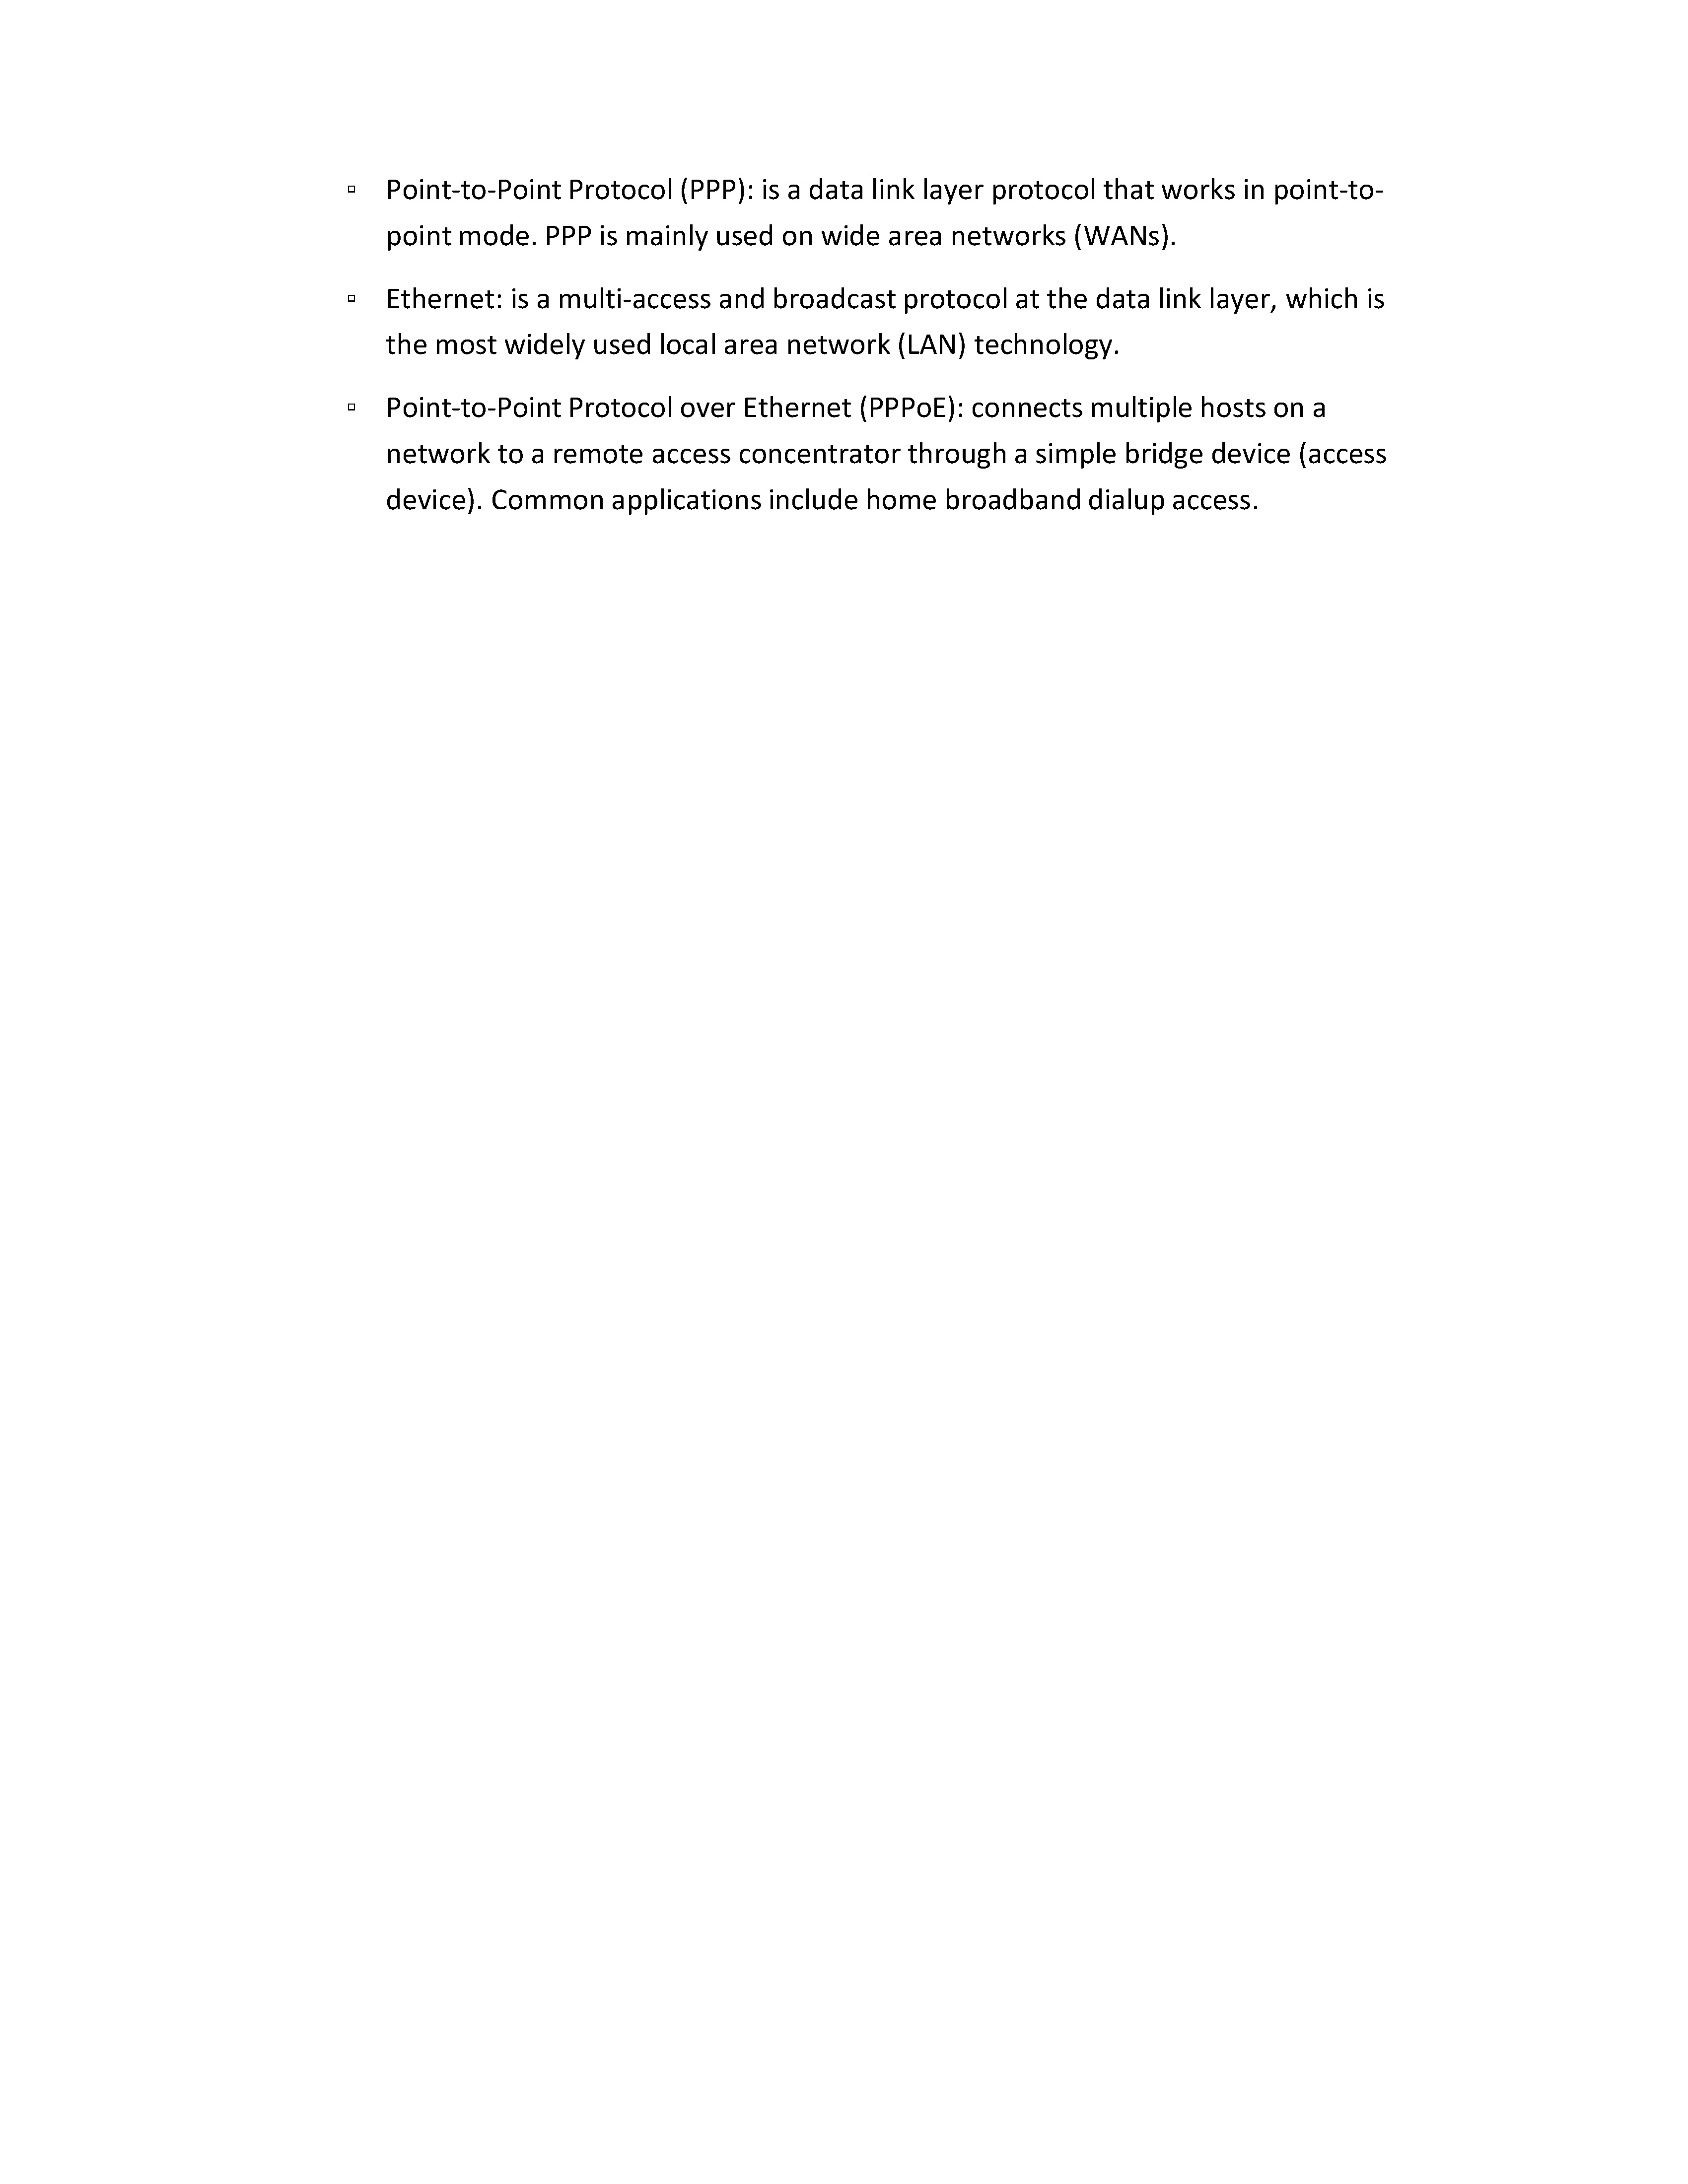 ▫ Point-to-Point Protocol (PPP): is a data link layer protocol that works in point-to-
point mode. PPP is mainly used on wide area networks (WANs).
▫ Ethernet: is a multi-access and broadcast protocol at the data link layer, which is
the most widely used local area network (LAN) technology.
▫ Point-to-Point Protocol over Ethernet (PPPoE): connects multiple hosts on a
network to a remote access concentrator through a simple bridge device (access
device). Common applications include home broadband dialup access.